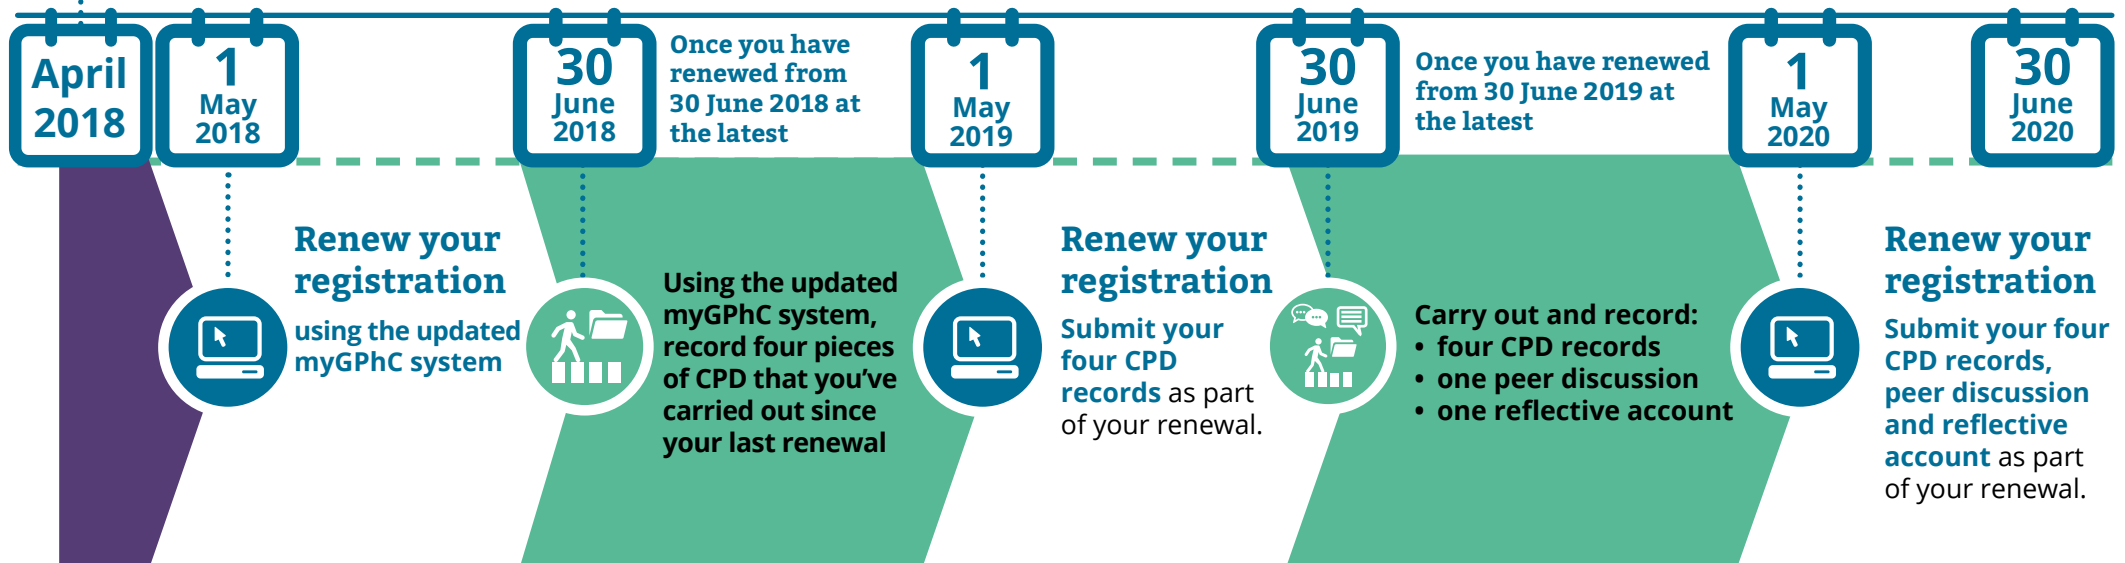 April
2018
1
May
2018
Renew your
registration
using the updated
myGPhC system
30
June
2018
Once you have
renewed from
30 June 2018 at
the latest
Using the updated
myGPhC system,
record four pieces
of CPD that you’ve
carried out since
your last renewal
1
May
2019
Renew your
registration
Submit your
four CPD
records as part
of your renewal.
30
June
2019
Once you have renewed
from 30 June 2019 at
the latest
Carry out and record:
• four CPD records
• one peer discussion
• one reflective account
1
May
2020
30
June
2020
Renew your
registration
Submit your four
CPD records,
peer discussion
and reflective
account as part
of your renewal.